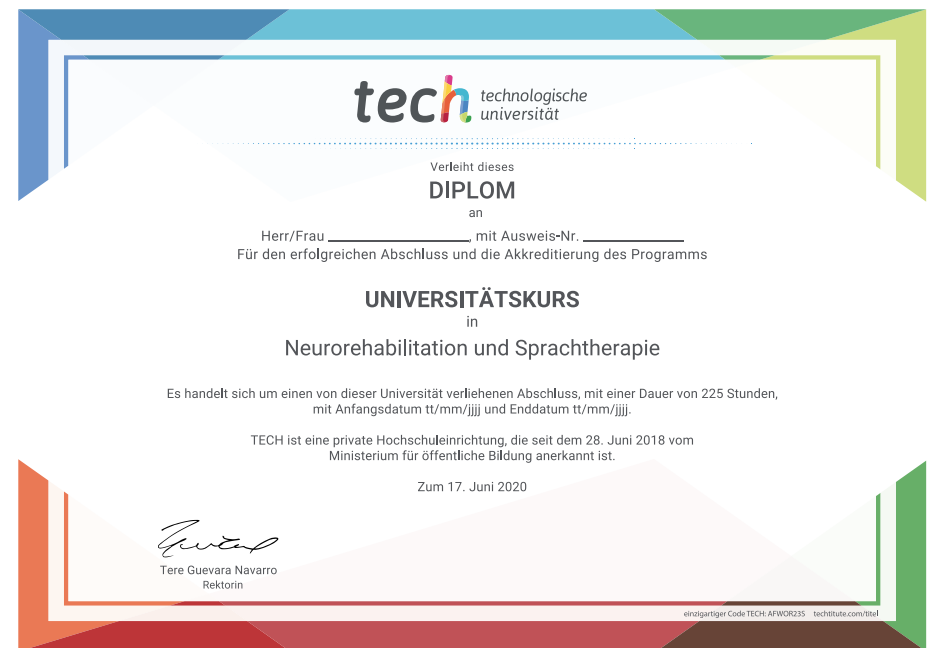 tech technologische
universität
Verleiht dieses
DIPLOM
an
Herr/Frau ____________________, mit Ausweis-Nr. ______________
Für den erfolgreichen Abschluss und die Akkreditierung des Programms
UNIVERSITÄTSKURS
in
Neurorehabilitation und Sprachtherapie
Es handelt sich um einen von dieser Universität verliehenen Abschluss, mit einer Dauer von 225 Stunden,
mit Anfangsdatum tt/mm/jjjj und Enddatum tt/mm/jjjj.
TECH ist eine private Hochschuleinrichtung, die seit dem 28. Juni 2018 vom
Ministerium für öffentliche Bildung anerkannt ist.
Zum 17. Juni 2020
Tere Guevara Navarro
Rektorin
einzigartiger Code TECH: AFWOR23S techtitute.com/titel